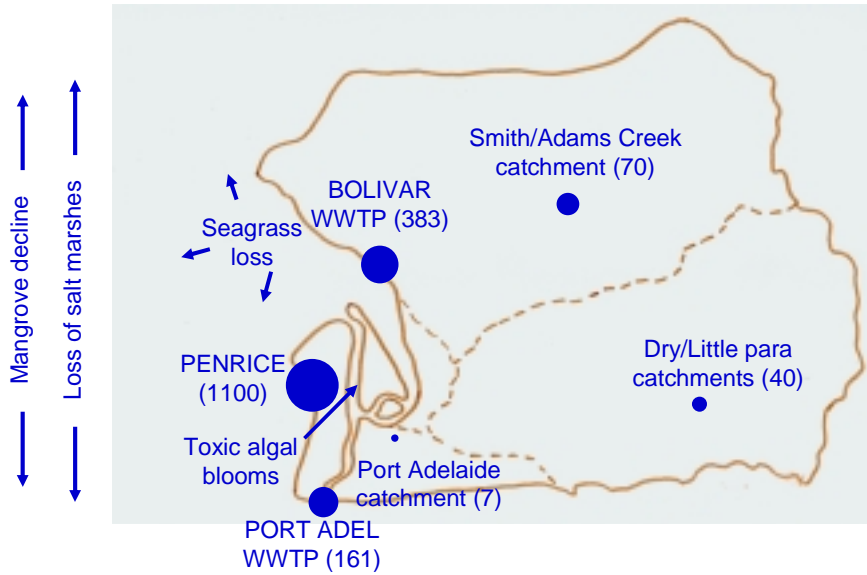 Mangrove decline
Loss of salt marshes
Smith/Adams Creek
catchment (70)
BOLIVAR
WWTP (383)
Seagrass
loss
PENRICE
(1100)
Dry/Little para
catchments (40)
Toxic algal
blooms
Port Adelaide
catchment (7)
PORT ADEL
WWTP (161)